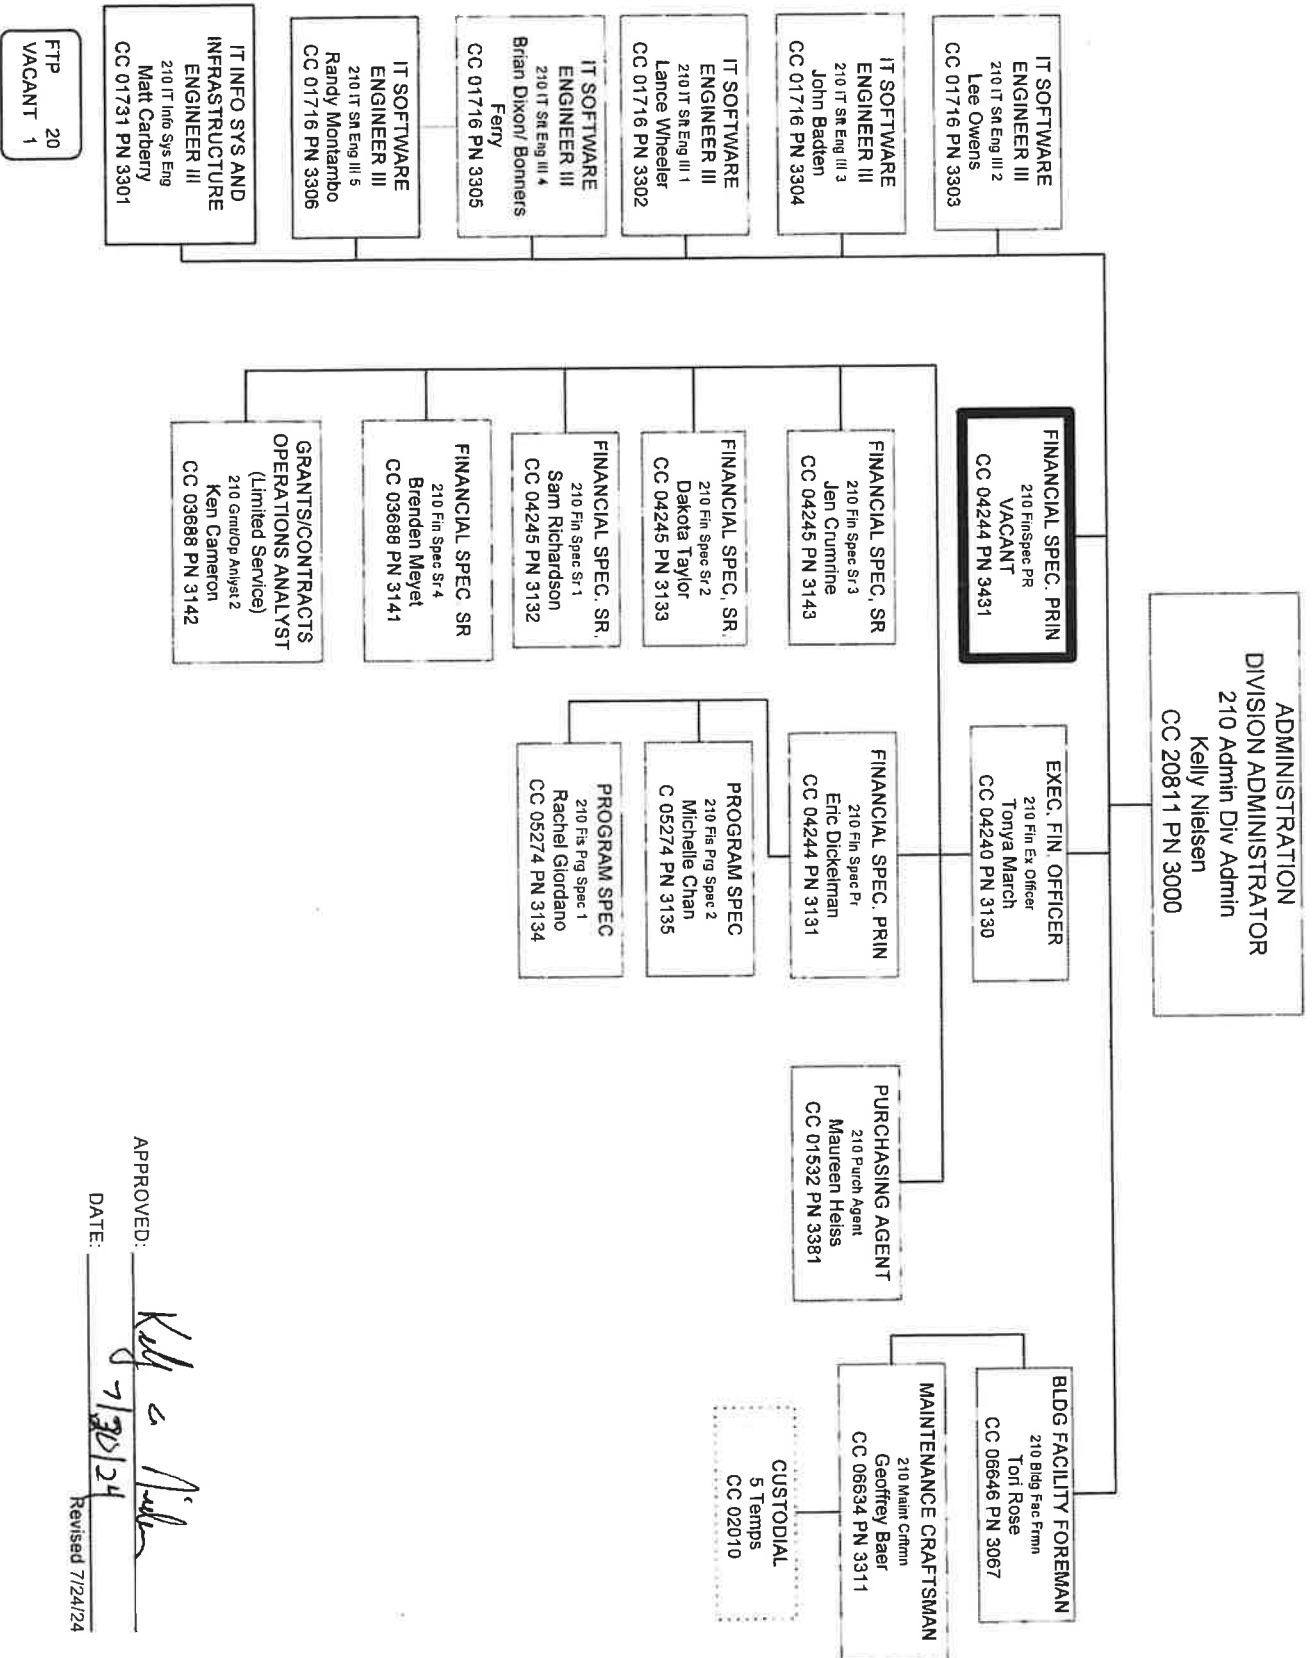 ADMINISTRATION
DIVISION ADMINISTRATOR
210 Admin Div Admin
Kelly Nielsen
CC 20811 PN 3000
IT SOFTWARE
ENGINEER III
210 IT Sft Eng III 2
Lee Owens
CC 01716 PN 3303
IT SOFTWARE
ENGINEER III
210 IT Sft Eng III 3
John Badten
CC 01716 PN 3304
IT SOFTWARE
ENGINEER III
210 IT Sft Eng III 1
Lance Wheeler
CC 01716 PN 3302
IT SOFTWARE
ENGINEER III
210 IT Sft Eng III 4
Brian Dixon/ Bonners
Ferry
CC 01716 PN 3305
IT SOFTWARE
ENGINEER III
210 IT Sft Eng III 5
Randy Montambo
CC 01716 PN 3306
IT INFO SYS AND
INFRASTRUCTURE
ENGINEER III
210 IT Info Sys Eng
Matt Carberry
CC 01731 PN 3301
FINANCIAL SPEC. PRIN
210 FinSpec PR
VACANT
CC 04244 PN 3431
EXEC. FIN. OFFICER
210 Fin Ex Officer
Tonya March
CC 04240 PN 3130
FINANCIAL SPEC, SR
210 Fin Spec Sr 3
Jen Crumrine
CC 04245 PN 3143
FINANCIAL SPEC, SR.
210 Fin Spec Sr 2
Dakota Taylor
CC 04245 PN 3133
FINANCIAL SPEC. SR.
210 Fin Spec Sr 1
Sam Richardson
CC 04245 PN 3132
FINANCIAL SPEC. SR
210 Fin Spec Sr 4
Brenden Meyet
CC 03688 PN 3141
GRANTS/CONTRACTS
OPERATIONS ANALYST
(Limited Service)
210 Grnt/Op Anlyst 2
Ken Cameron
CC 03688 PN 3142
FINANCIAL SPEC. PRIN
210 Fin Spec Pr
Eric Dickelman
CC 04244 PN 3131
PROGRAM SPEC
210 Fis Prg Spec 2
Michelle Chan
C 05274 PN 3135
PROGRAM SPEC
210 Fis Prg Spec 1
Rachel Giordano
CC 05274 PN 3134
PURCHASING AGENT
210 Purch Agent
Maureen Heiss
CC 01532 PN 3381
BLDG FACILITY FOREMAN
210 Bldg Fac Frmn
Tori Rose
CC 06646 PN 3067
MAINTENANCE CRAFTSMAN
210 Maint Crftmn
Geoffrey Baer
CC 06634 PN 3311
CUSTODIAL
5 Temps
CC 02010
FTP 20
VACANT 1
APPROVED: Kelly a Nielsen
DATE: 7/30/24
Revised 7/24/24